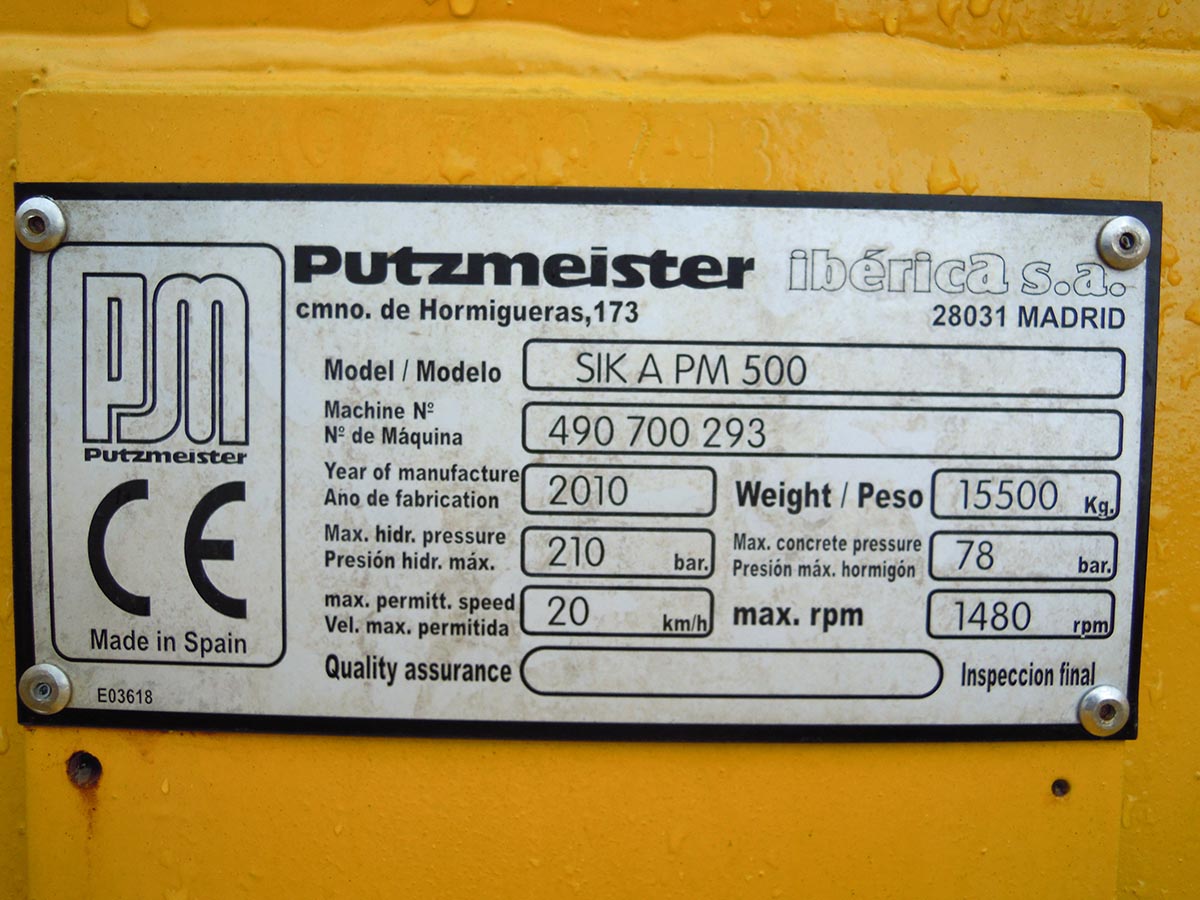 Putzmeister ibérica s.a.
cmno. de Hormigueras,173 28031 MADRID
PM
Putzmeister
CE
Made in Spain
E03618
Model / Modelo SIK A PM 500
Machine Nº
Nº de Máquina 490 700 293
Year of manufacture
Ano de fabrication 2010
Weight / Peso 15500 Kg.
Max. hidr. pressure
Presión hidr. máx. 210 bar.
Max. concrete pressure
Presión máx. hormigón 78 bar.
max. permitt. speed
Vel. max. permitida 20 km/h
max. rpm 1480 rpm
Quality assurance Inspeccion final